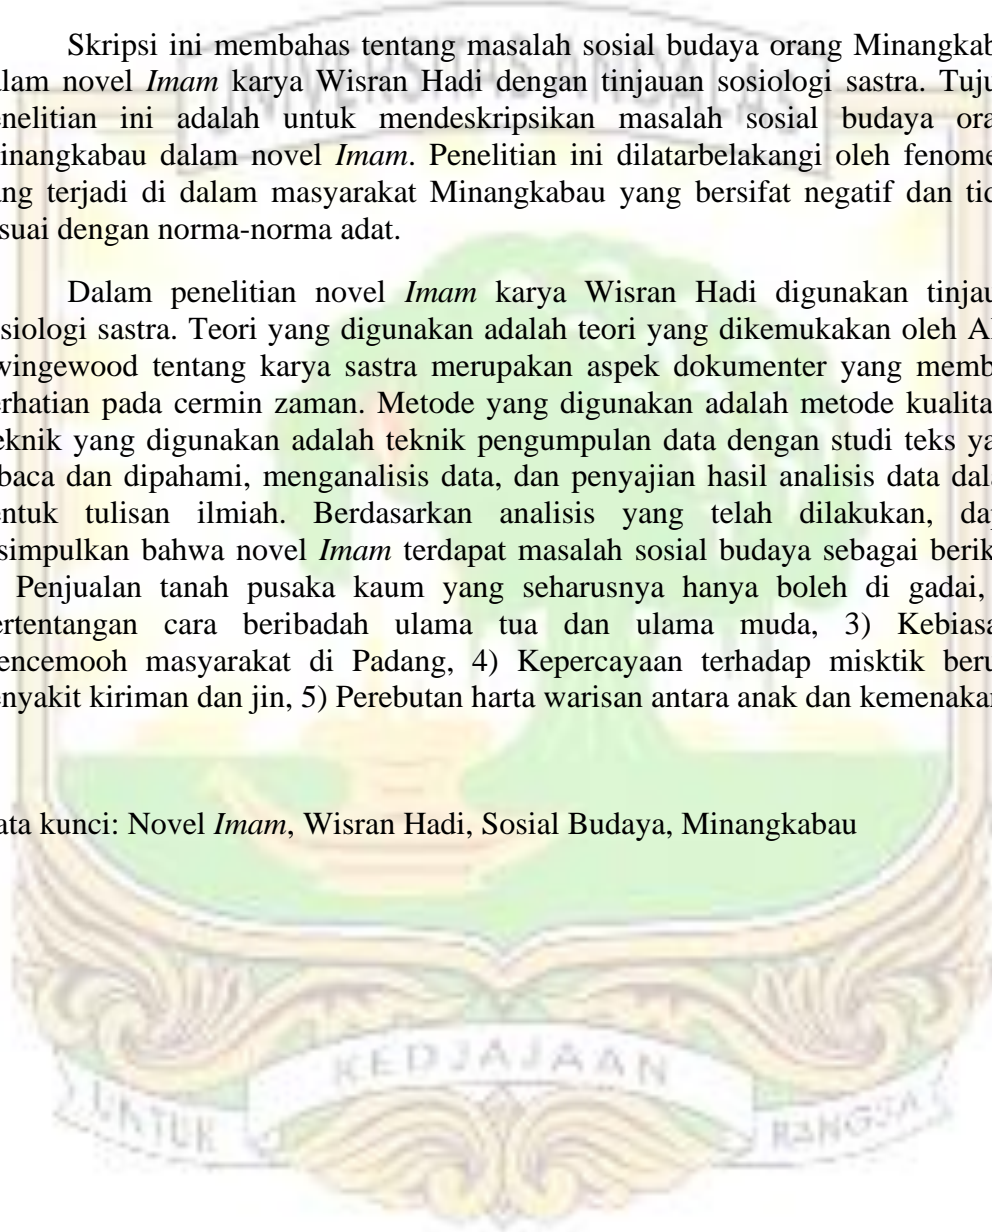 UNIVERSITAS ANDALAS
Skripsi ini membahas tentang masalah sosial budaya orang Minangkab
alam novel Imam karya Wisran Hadi dengan tinjauan sosiologi sastra. Tuju
enelitian ini adalah untuk mendeskripsikan masalah sosial budaya ora
inangkabau dalam novel Imam. Penelitian ini dilatarbelakangi oleh fenome
ang terjadi di dalam masyarakat Minangkabau yang bersifat negatif dan tid
suai dengan norma-norma adat.
Dalam penelitian novel Imam karya Wisran Hadi digunakan tinjau
siologi sastra. Teori yang digunakan adalah teori yang dikemukakan oleh Al
wingewood tentang karya sastra merupakan aspek dokumenter yang memb
erhatian pada cermin zaman. Metode yang digunakan adalah metode kualita
eknik yang digunakan adalah teknik pengumpulan data dengan studi teks ya
baca dan dipahami, menganalisis data, dan penyajian hasil analisis data dala
entuk tulisan ilmiah. Berdasarkan analisis yang telah dilakukan, dap
simpulkan bahwa novel Imam terdapat masalah sosial budaya sebagai berik
Penjualan tanah pusaka kaum yang seharusnya hanya boleh di gadai,
ertentangan cara beribadah ulama tua dan ulama muda, 3) Kebiasa
encemooh masyarakat di Padang, 4) Kepercayaan terhadap misktik beru
enyakit kiriman dan jin, 5) Perebutan harta warisan antara anak dan kemenakan
ata kunci: Novel Imam, Wisran Hadi, Sosial Budaya, Minangkabau
KEDJAJAAN
UNTUK BANGSA